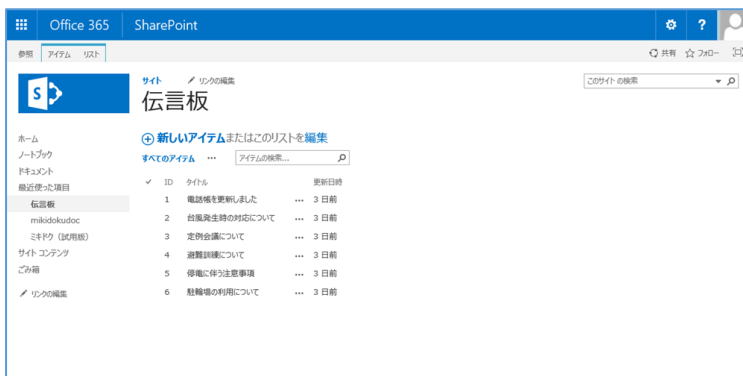 Office 365 SharePoint
参照 アイテム リスト 共有 フォロー
サイト リンクの編集 このサイト の検索
S
伝言板
新しいアイテムまたはこのリストを編集
すべてのアイテム ... アイテムの検索...
ホーム
ノートブック
ドキュメント
最近使った項目
伝言板
mikidokudoc
ミキドク (試用版)
サイト コンテンツ
ごみ箱
リンクの編集
ID タイトル 更新日時
1 電話帳を更新しました ... 3 日前
2 台風発生時の対応について ... 3 日前
3 定例会議について ... 3 日前
4 避難訓練について ... 3 日前
5 停電に伴う注意事項 ... 3 日前
6 駐輪場の利用について ... 3 日前